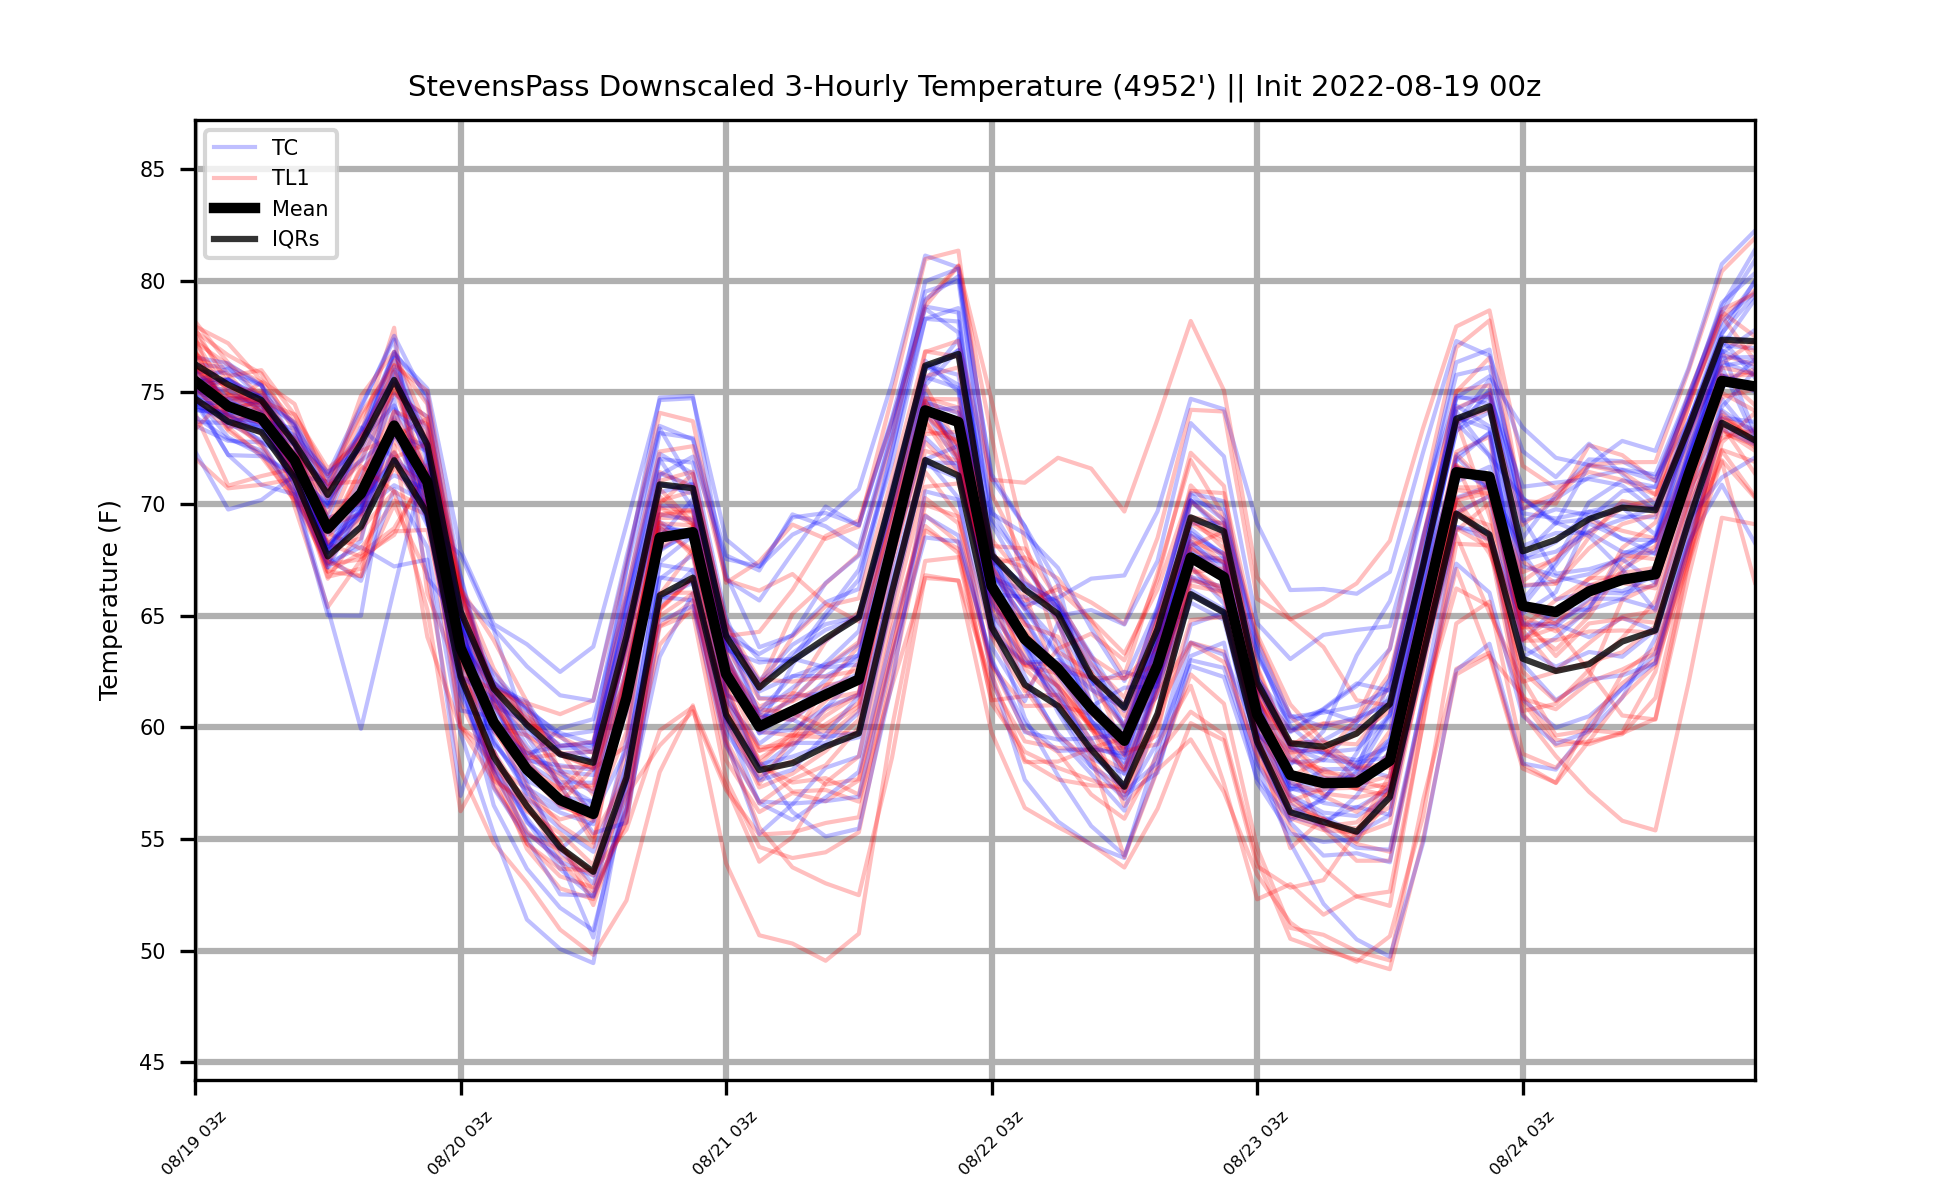 StevensPass Downscaled 3-Hourly Temperature (4952') || Init 2022-08-19 00z
TC
TL1
Mean
IQRs
Temperature (F)
85
80
75
70
65
60
55
50
45
08/19 03z
08/20 03z
08/21 03z
08/22 03z
08/23 03z
08/24 03z